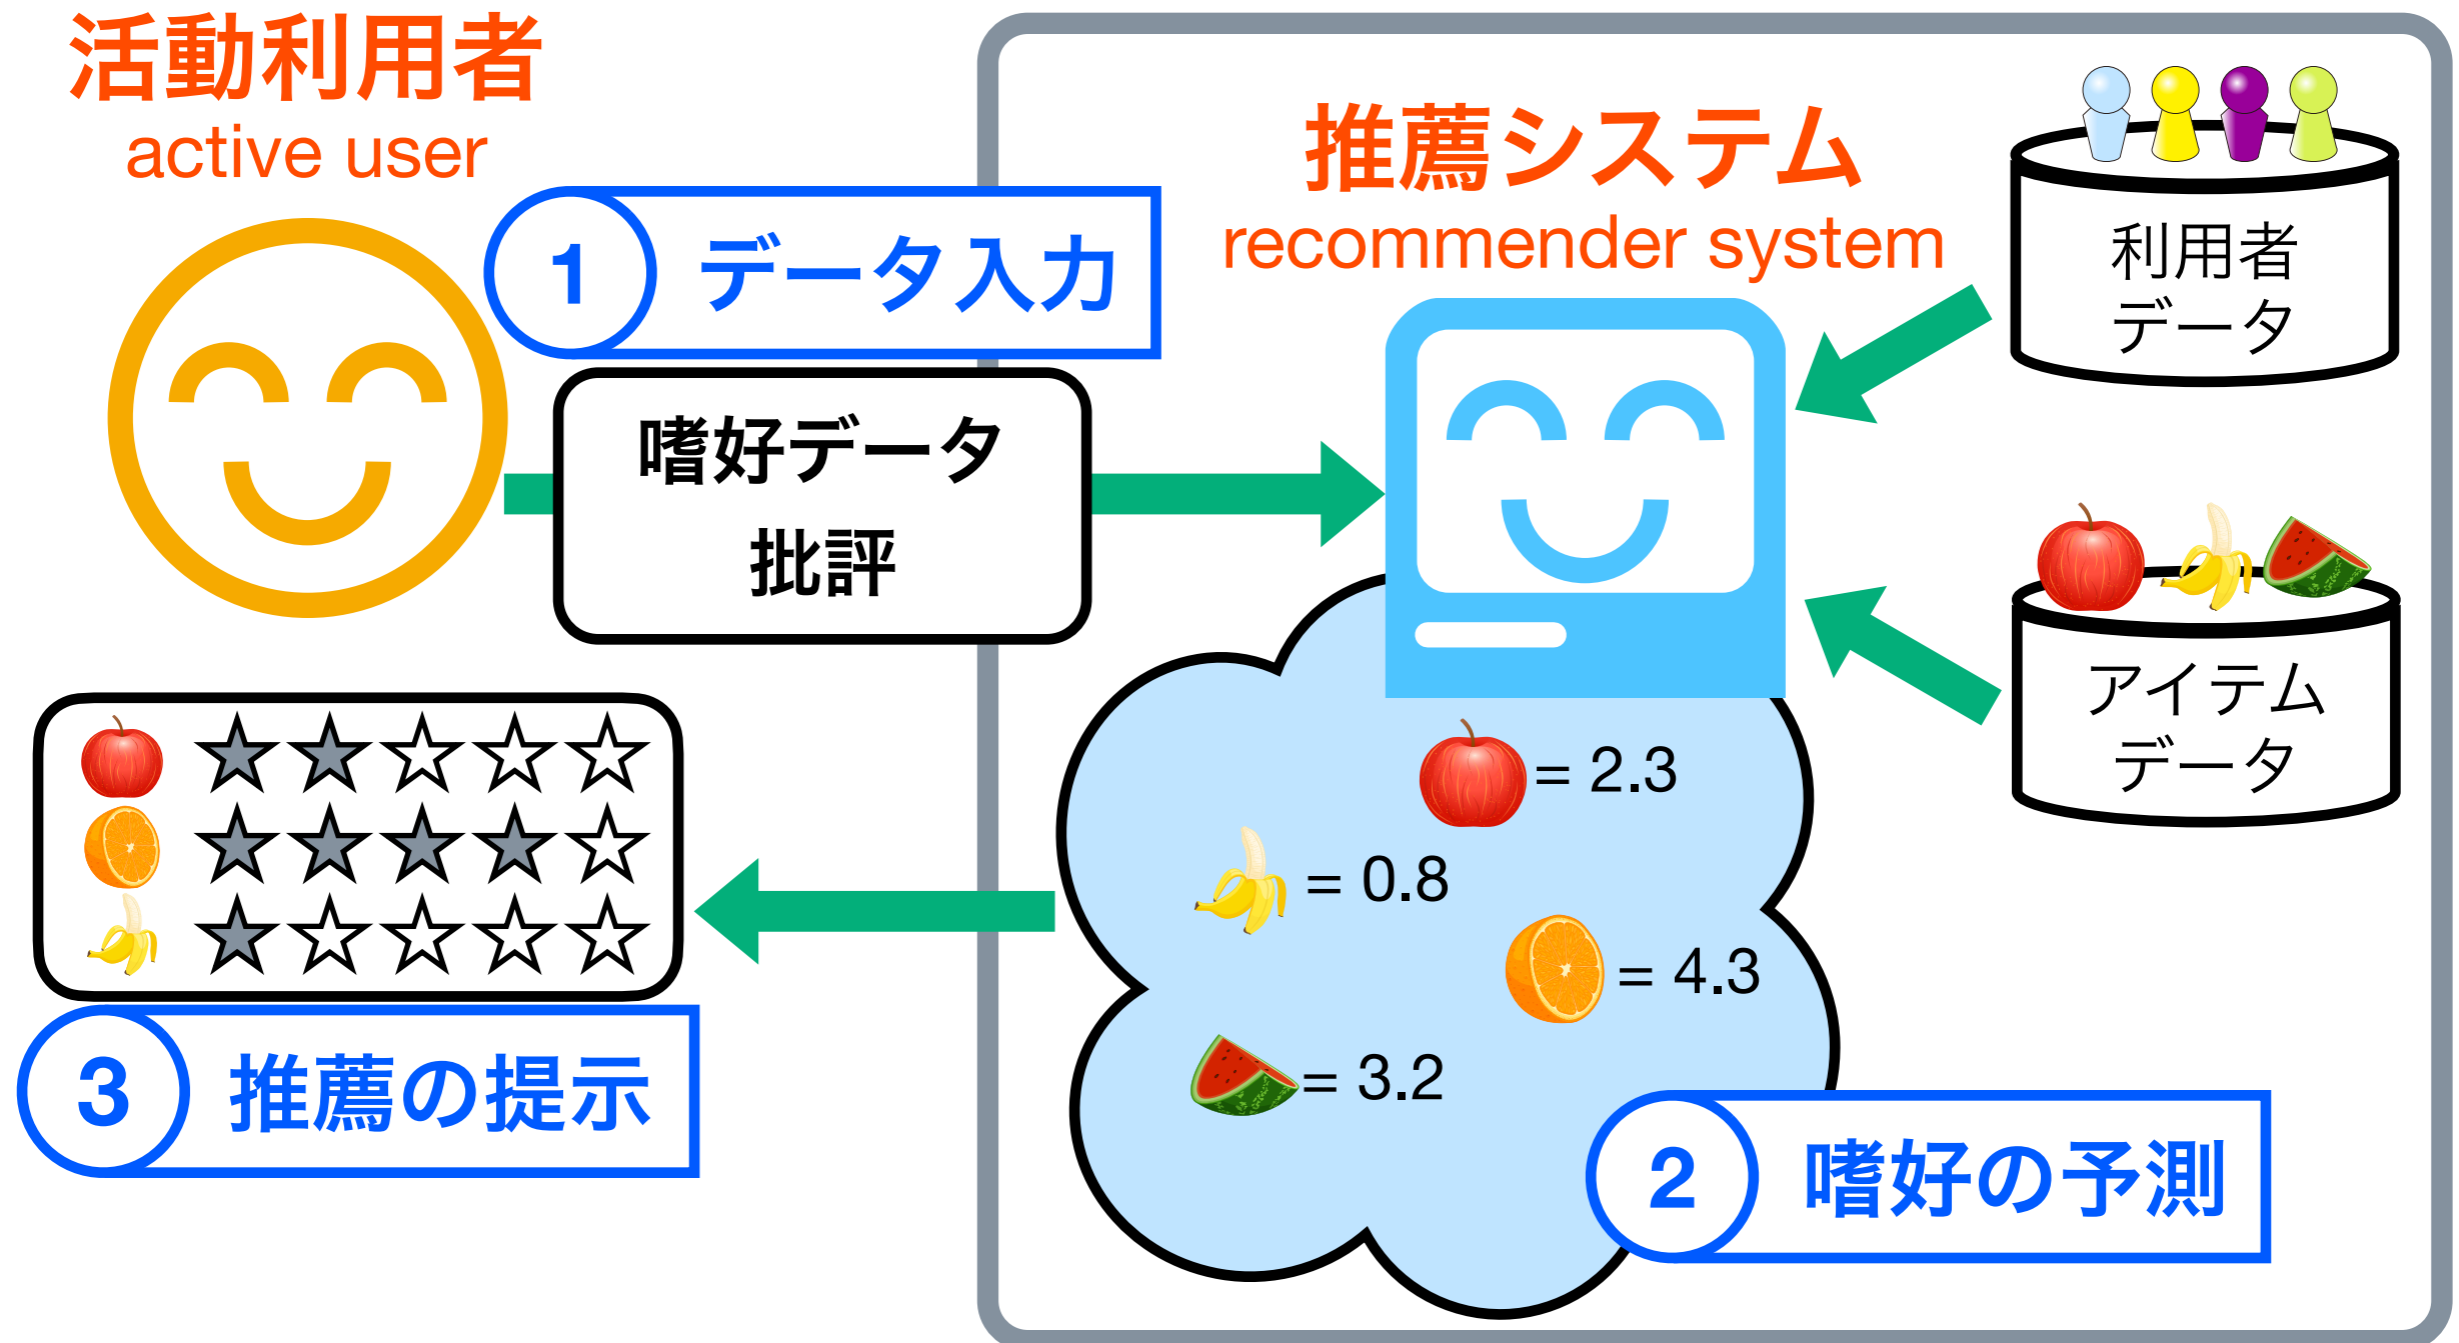 活動利用者
active user
1 データ入力
嗜好データ
批評
推薦システム
recommender system
利用者
データ
アイテム
データ
= 2.3
= 0.8
= 4.3
= 3.2
2 嗜好の予測
3 推薦の提示